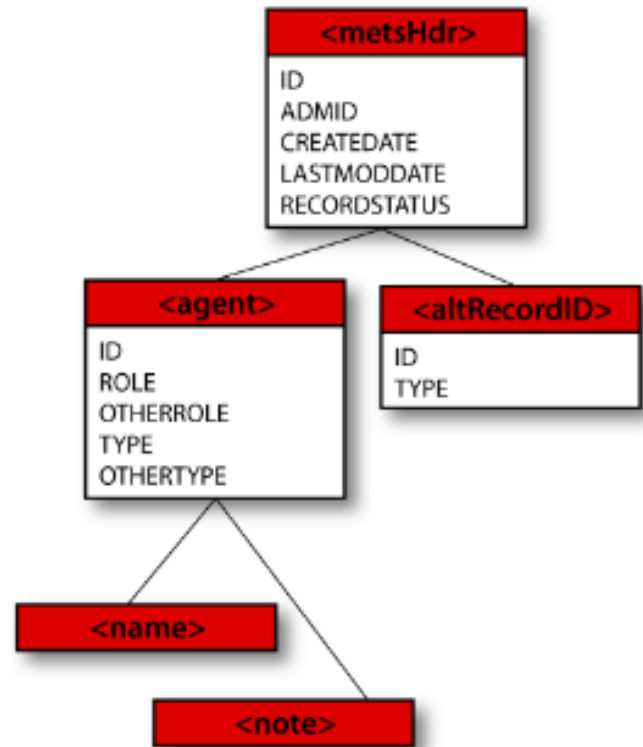 <metsHdr>
ID
ADMID
CREATEDATE
LASTMODDATE
RECORDSTATUS
<agent>
ID
ROLE
OTHERROLE
TYPE
OTHERTYPE
<altRecordID>
ID
TYPE
<name>
<note>